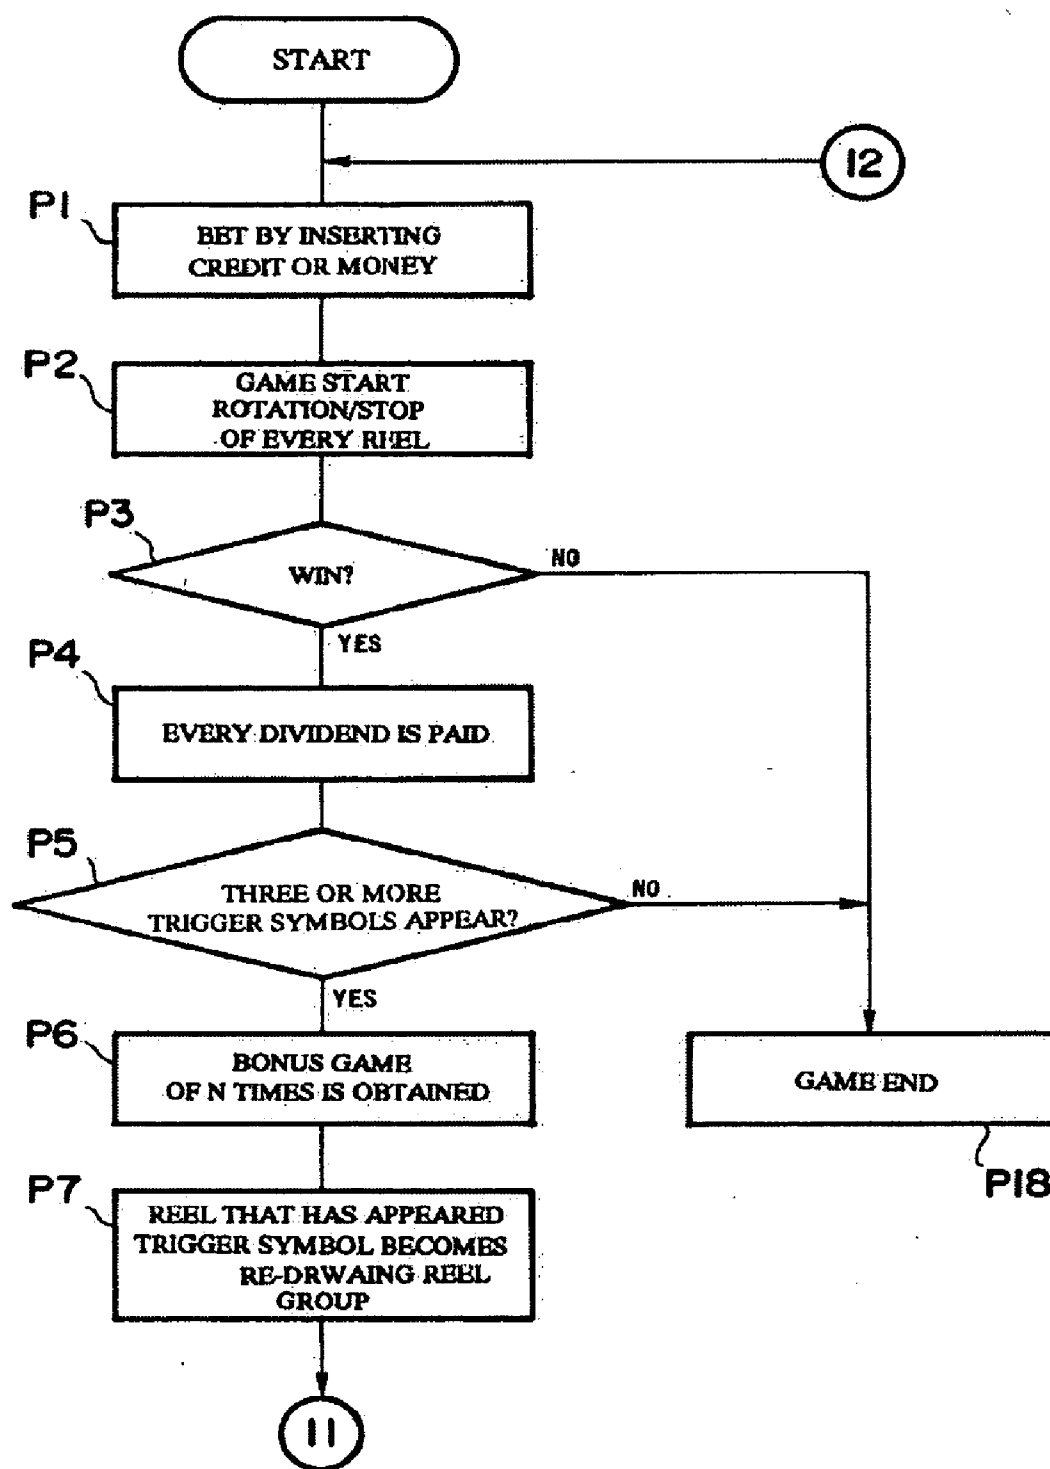 START
12
P1
BET BY INSERTING
CREDIT OR MONEY
P2
GAME START
ROTATION/STOP
OF EVERY REEL
P3
WIN?
NO
YES
P4
EVERY DIVIDEND IS PAID
P5
THREE OR MORE
TRIGGER SYMBOLS APPEAR?
NO
YES
P6
BONUS GAME
OF N TIMES IS OBTAINED
GAME END
P18
P7
REEL THAT HAS APPEARED
TRIGGER SYMBOL BECOMES
RE-DRWAING REEL
GROUP
11